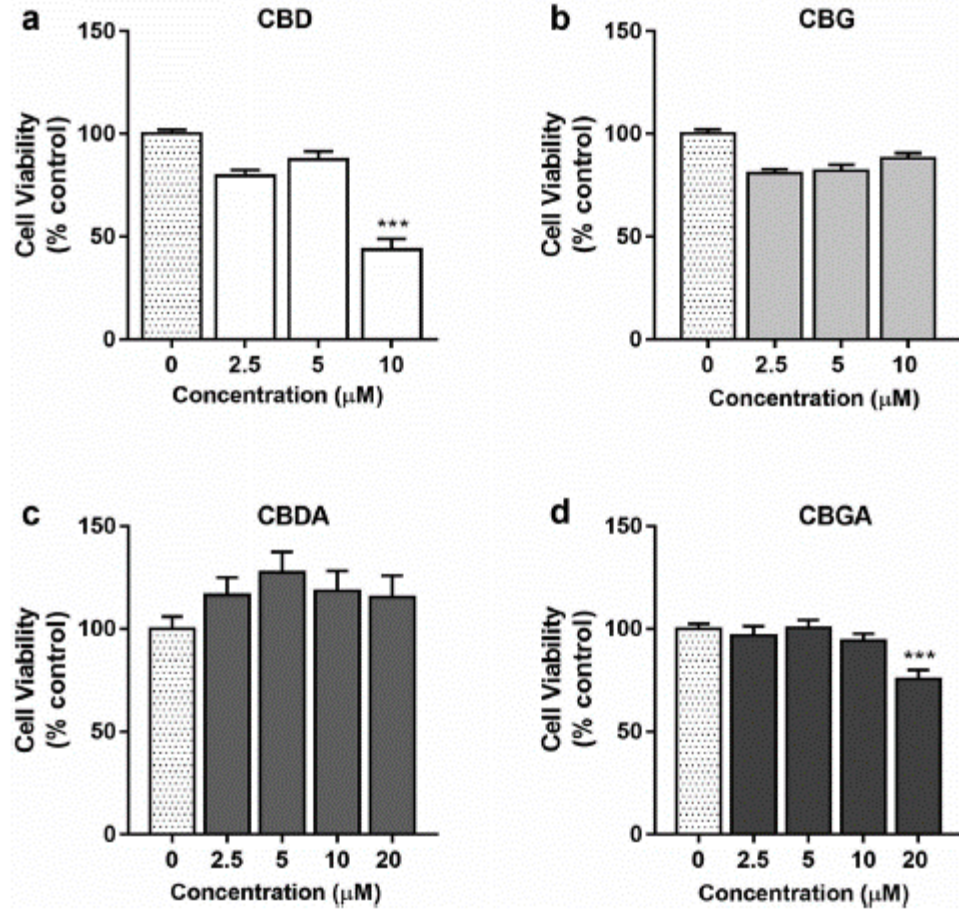 a
CBD
150
100
50
0
Cell Viability
(% control)
***
0 2.5 5 10
Concentration (μM)
b
CBG
150
100
50
0
Cell Viability
(% control)
0 2.5 5 10
Concentration (μM)
c
CBDA
150
100
50
0
Cell Viability
(% control)
0 2.5 5 10 20
Concentration (μM)
d
CBGA
150
100
50
0
Cell Viability
(% control)
***
0 2.5 5 10 20
Concentration (μM)